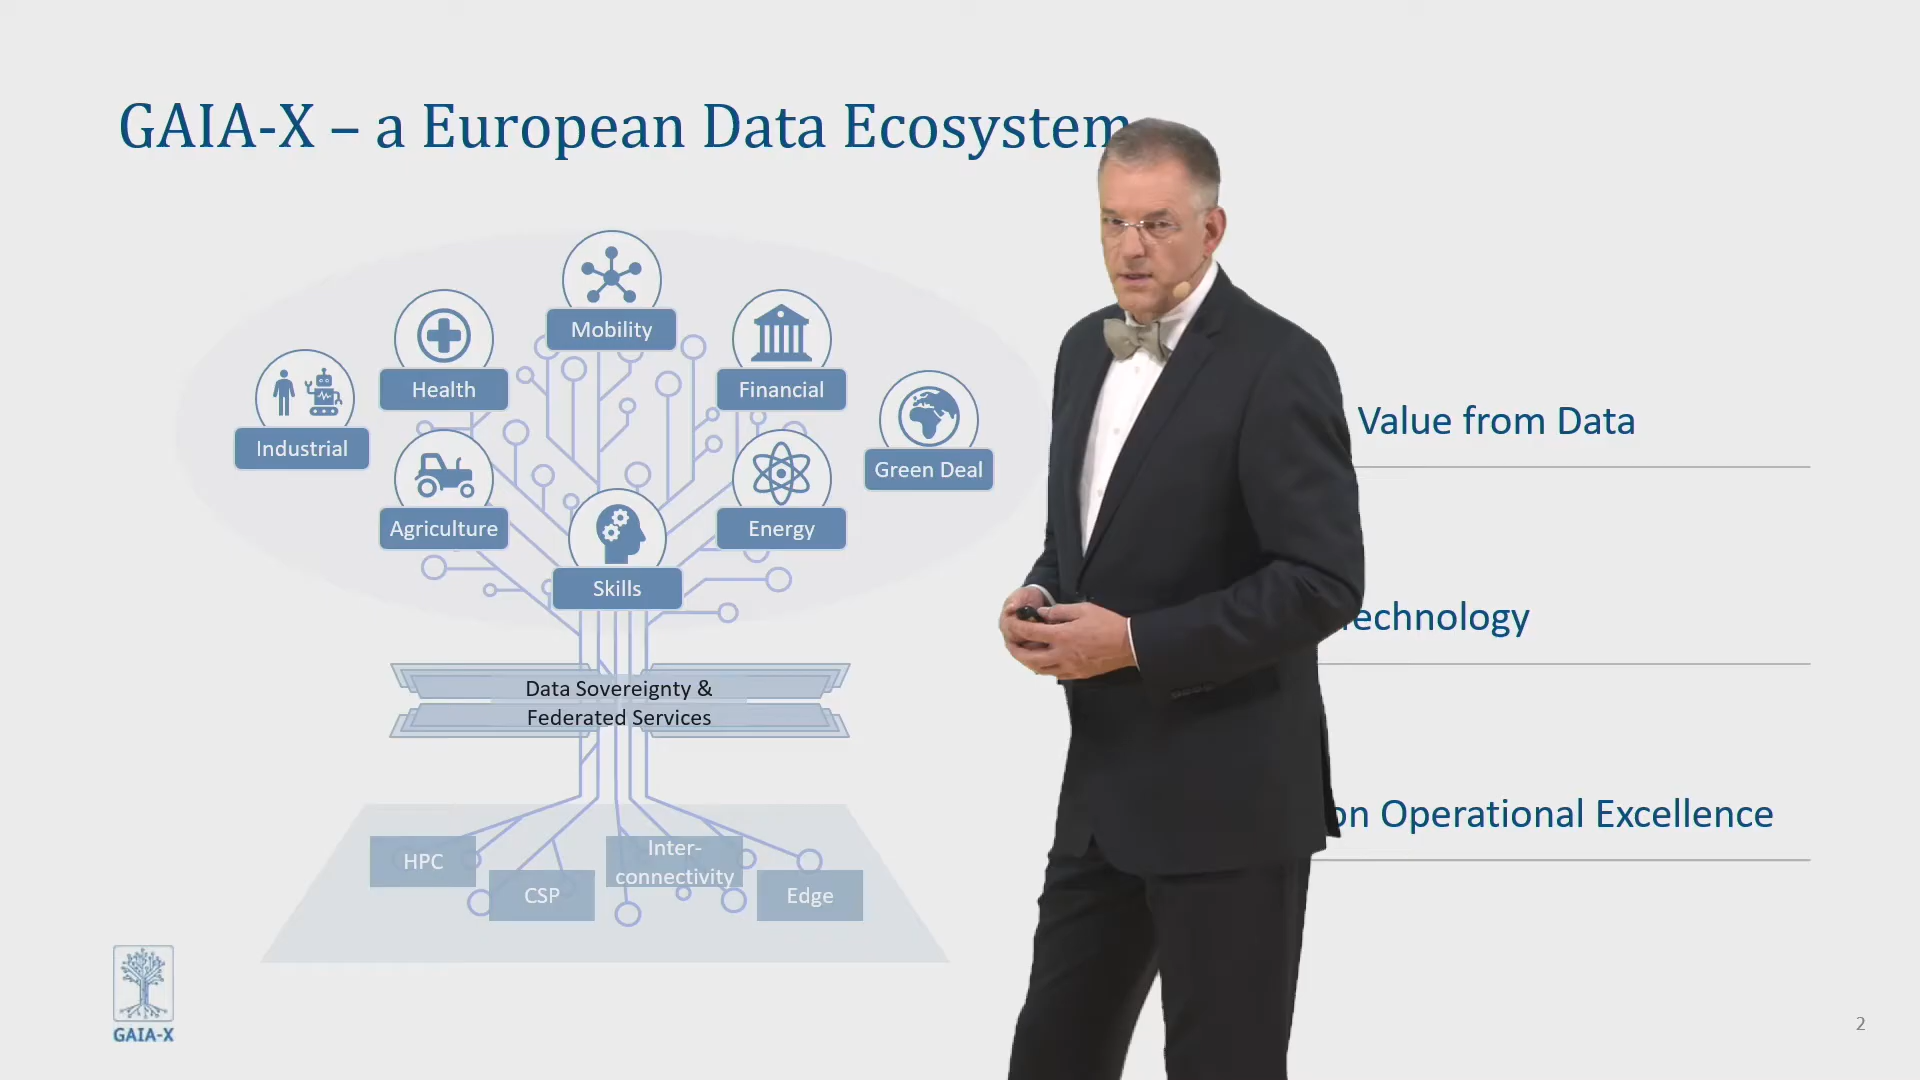 GAIA-X – a European Data Ecosystem
Mobility
Health
Financial
Industrial
Green Deal
Agriculture
Energy
Skills
Value from Data
Technology
on Operational Excellence
Data Sovereignty &
Federated Services
HPC
CSP
Inter-
connectivity
Edge
GAIA-X
2